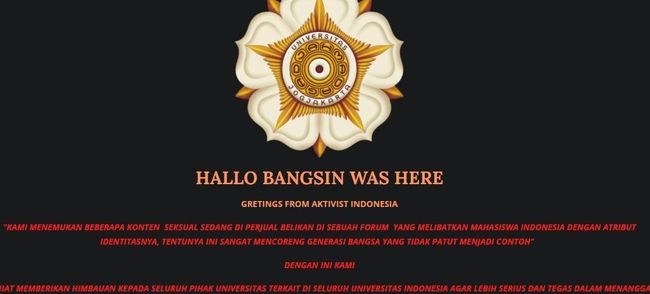 UNIVERSITAS
GADJAH MADA
JOGJAKARTA
HALLO BANGSIN WAS HERE
GRETINGS FROM AKTIVIST INDONESIA
"KAMI MENEMUKAN BEBERAPA KONTEN SEKSUAL SEDANG DI PERJUAL BELIKAN DI SEBUAH FORUM YANG MELIBATKAN MAHASISWA INDONESIA DENGAN ATRIBUT
IDENTITASNYA, TENTUNYA INI SANGAT MENCORENG GENERASI BANGSA YANG TIDAK PATUT MENJADI CONTOH"
DENGAN INI KAMI
MEMBERIKAN HIMBAUAN KEPADA SELURUH PIHAK UNIVERSITAS TERKAIT DI SELURUH UNIVERSITAS INDONESIA AGAR LEBIH SERIUS DAN TEGAS DALAM